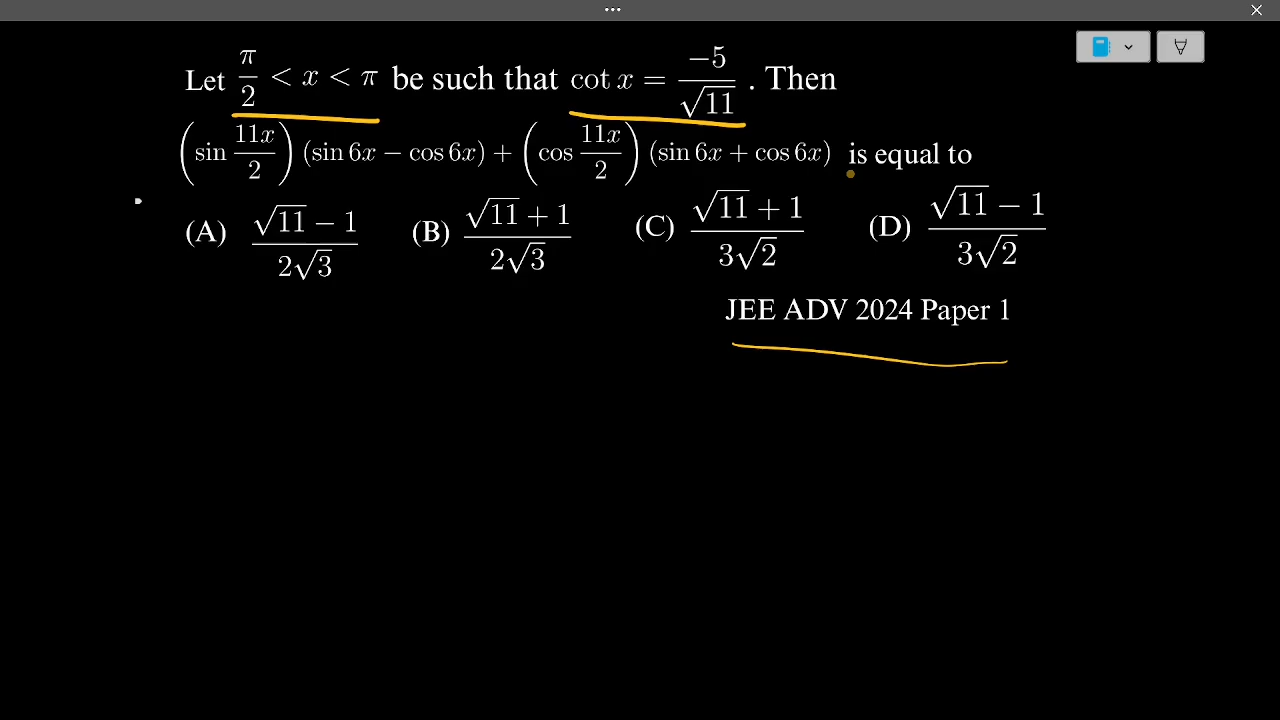 Let π/2 < x < π be such that cot x = −5/√11 . Then
(sin 11x/2) (sin 6x − cos 6x) + (cos 11x/2) (sin 6x + cos 6x) is equal to
(A) (√11 − 1)/(2√3) (B) (√11 + 1)/(2√3) (C) (√11 + 1)/(3√2) (D) (√11 − 1)/(3√2)
JEE ADV 2024 Paper 1